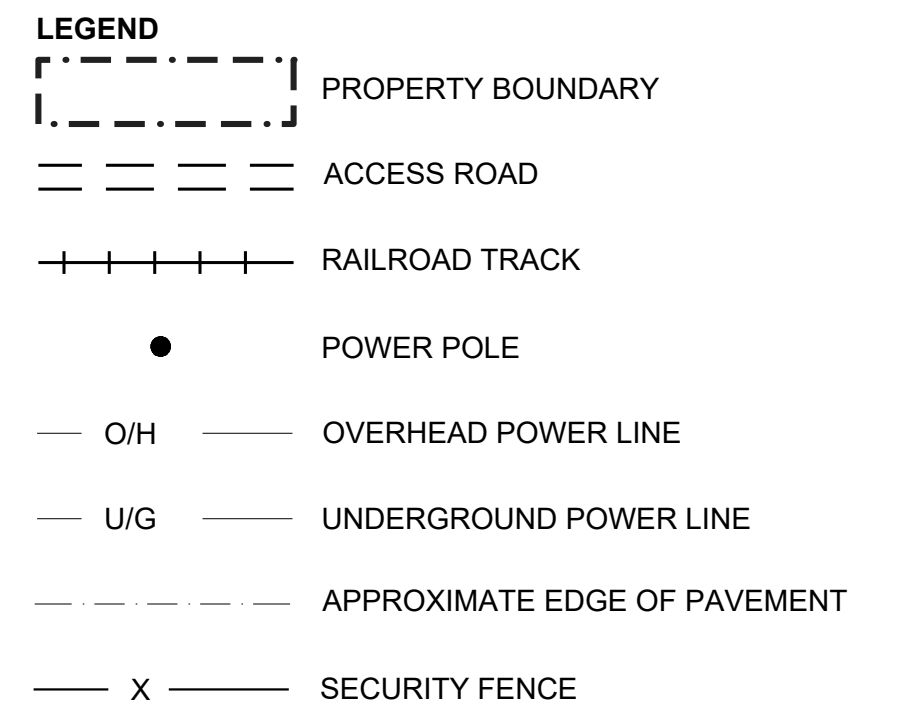 LEGEND
PROPERTY BOUNDARY
ACCESS ROAD
RAILROAD TRACK
POWER POLE
O/H OVERHEAD POWER LINE
U/G UNDERGROUND POWER LINE
APPROXIMATE EDGE OF PAVEMENT
X SECURITY FENCE